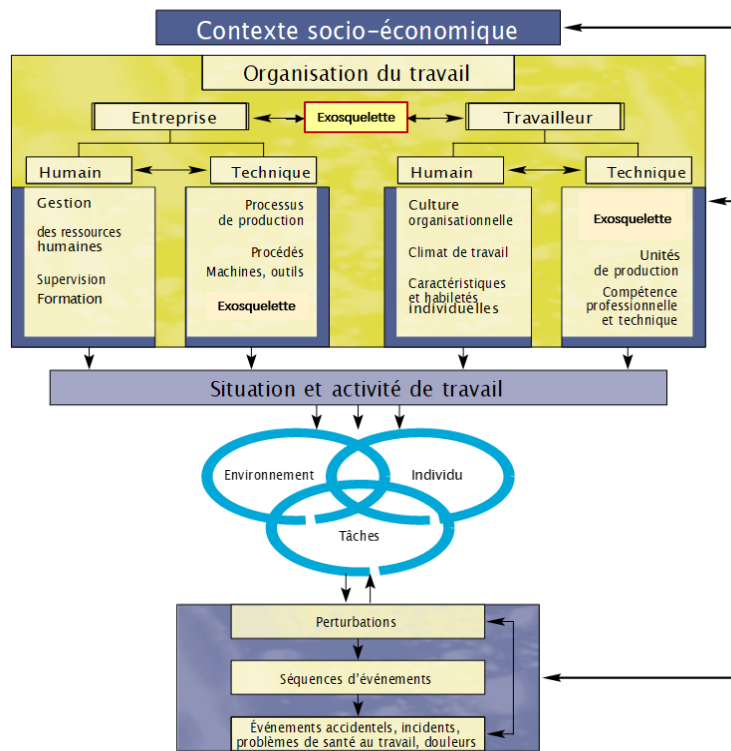 Contexte socio-économique
Organisation du travail
Entreprise
Exosquelette
Travailleur
Humain
Technique
Humain
Technique
Gestion
des ressources
humaines
Supervision
Formation
Processus
de production
Procédés
Machines, outils
Exosquelette
Culture
organisationnelle
Climat de travail
Caractéristiques
et habiletés
individuelles
Exosquelette
Unités
de production
Compétence
professionnelle
et technique
Situation et activité de travail
Environnement
Individu
Tâches
Perturbations
Séquences d'événements
Événements accidentels, incidents,
problèmes de santé au travail, douleurs